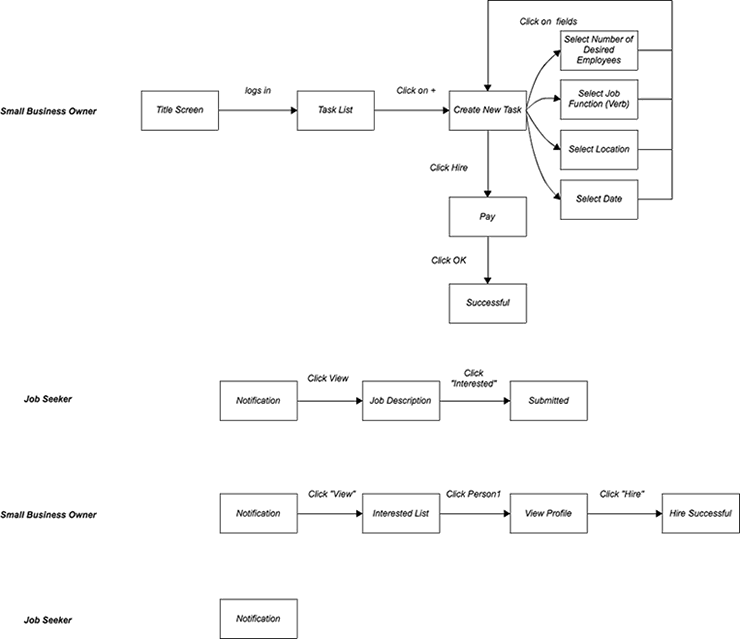 Click on fields
Select Number of
Desired
Employees
logs in
Click on +
Small Business Owner
Title Screen
Task List
Create New Task
Select Job
Function (Verb)
Select Location
Click Hire
Select Date
Pay
Click OK
Successful
Click View
Click
"Interested"
Job Seeker
Notification
Job Description
Submitted
Click "View"
Click Person1
Click "Hire"
Small Business Owner
Notification
Interested List
View Profile
Hire Successful
Job Seeker
Notification